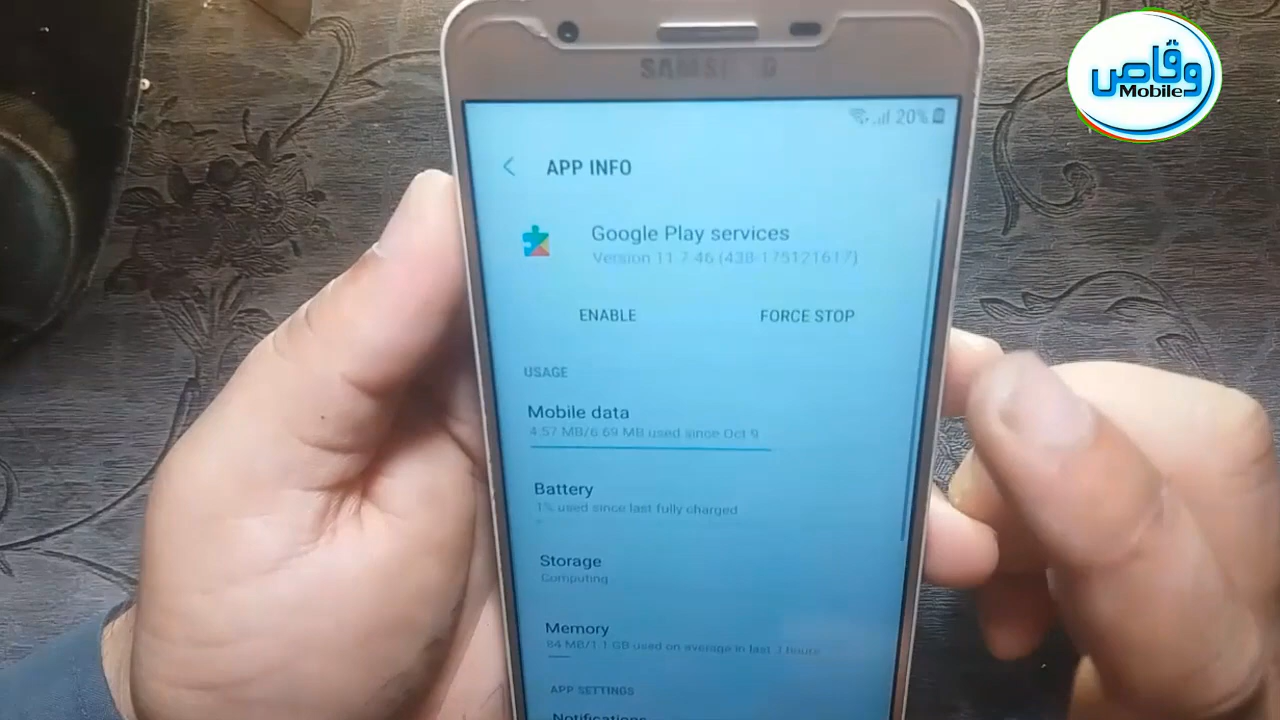 وقاص
Mobile
SAMSUNG
20%
APP INFO
Google Play services
Version 11.7.46 (438-175121617)
ENABLE
FORCE STOP
USAGE
Mobile data
4.57 MB/6.69 MB used since Oct 9
Battery
1% used since last fully charged
Storage
Computing
Memory
84 MB/1.1 GB used on average in last 3 hours
APP SETTINGS
Notifications